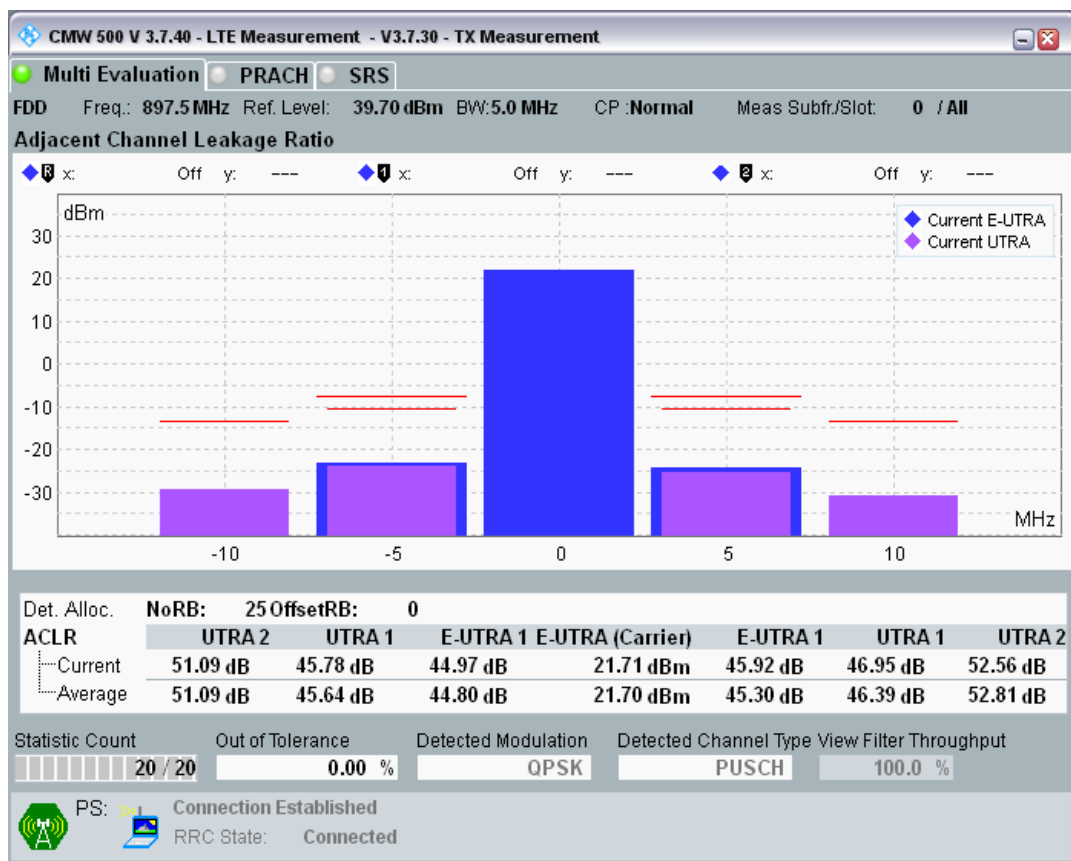 CMW 500 V 3.7.40 - LTE Measurement - V3.7.30 - TX Measurement
Multi Evaluation PRACH SRS
FDD Freq.: 897.5 MHz Ref. Level: 39.70 dBm BW:5.0 MHz CP :Normal Meas Subfr./Slot: 0 / All
Adjacent Channel Leakage Ratio
R x: Off y: --- 1 x: Off y: --- 2 x: Off y: ---
dBm
Current E-UTRA
Current UTRA
30
20
10
0
-10
-20
-30
MHz
-10 -5 0 5 10
Det. Alloc. NoRB: 25 OffsetRB: 0
ACLR UTRA 2 UTRA 1 E-UTRA 1 E-UTRA (Carrier) E-UTRA 1 UTRA 1 UTRA 2
Current 51.09 dB 45.78 dB 44.97 dB 21.71 dBm 45.92 dB 46.95 dB 52.56 dB
Average 51.09 dB 45.64 dB 44.80 dB 21.70 dBm 45.30 dB 46.39 dB 52.81 dB
Statistic Count Out of Tolerance Detected Modulation Detected Channel Type View Filter Throughput
20 / 20 0.00 % QPSK PUSCH 100.0 %
PS: Connection Established
RRC State: Connected